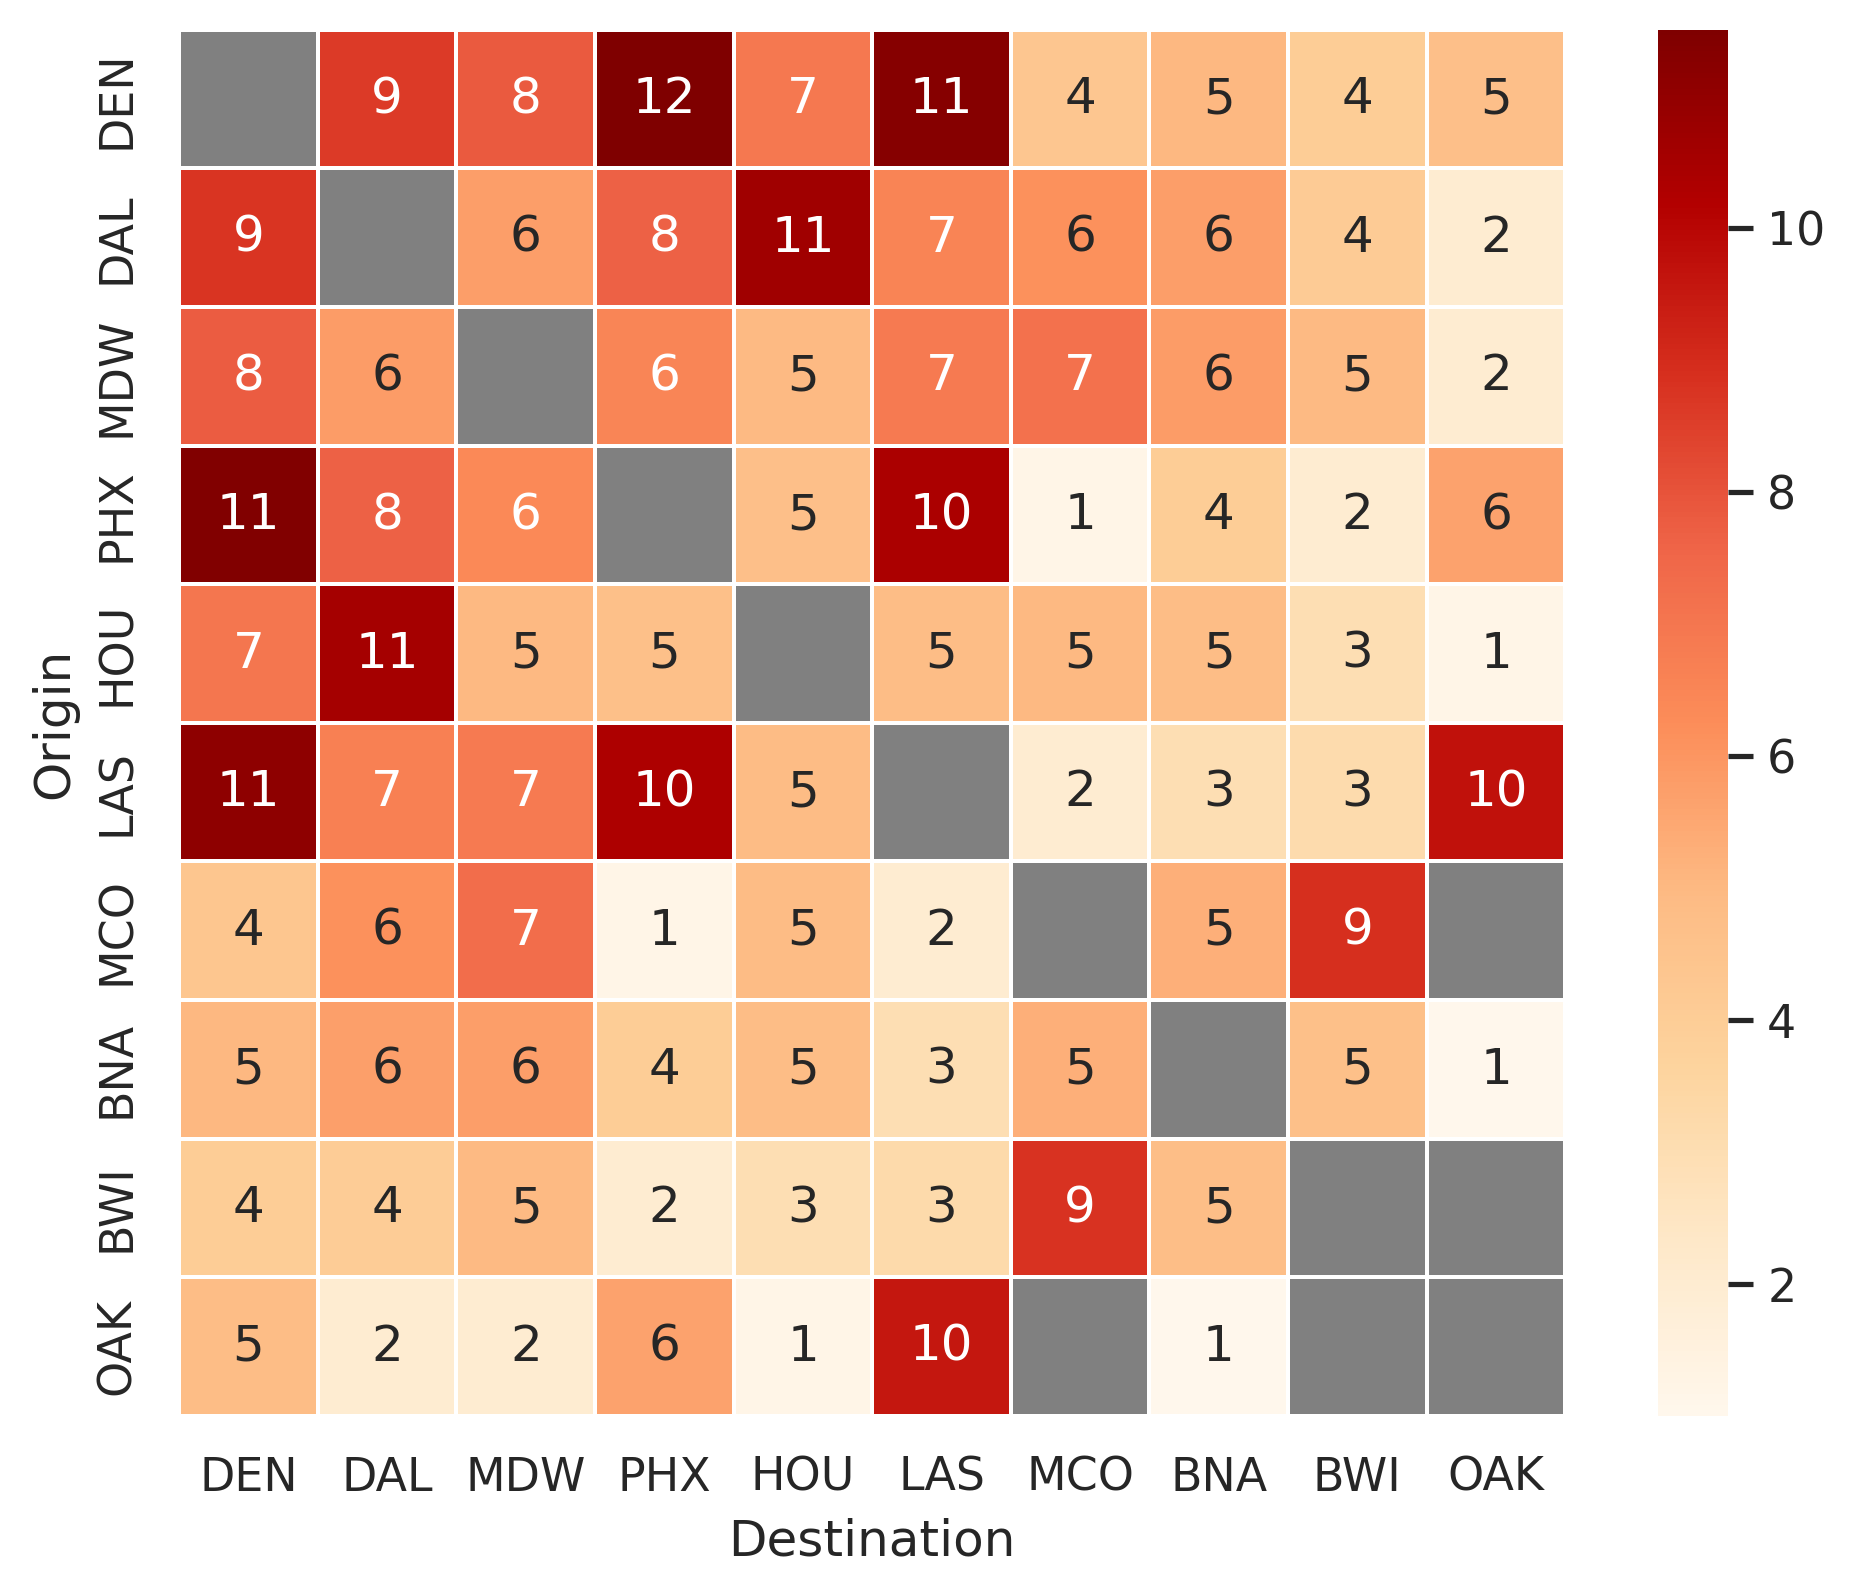 DEN 9 8 12 7 11 4 5 4 5
DAL 9 6 8 11 7 6 6 4 2
MDW 8 6 6 5 7 7 6 5 2
PHX 11 8 6 5 10 1 4 2 6
HOU 7 11 5 5 5 5 5 3 1
LAS 11 7 7 10 5 2 3 3 10
MCO 4 6 7 1 5 2 5 9
BNA 5 6 6 4 5 3 5 5 1
BWI 4 4 5 2 3 3 9 5
OAK 5 2 2 6 1 10 1
DEN DAL MDW PHX HOU LAS MCO BNA BWI OAK
Destination
Origin
10
8
6
4
2